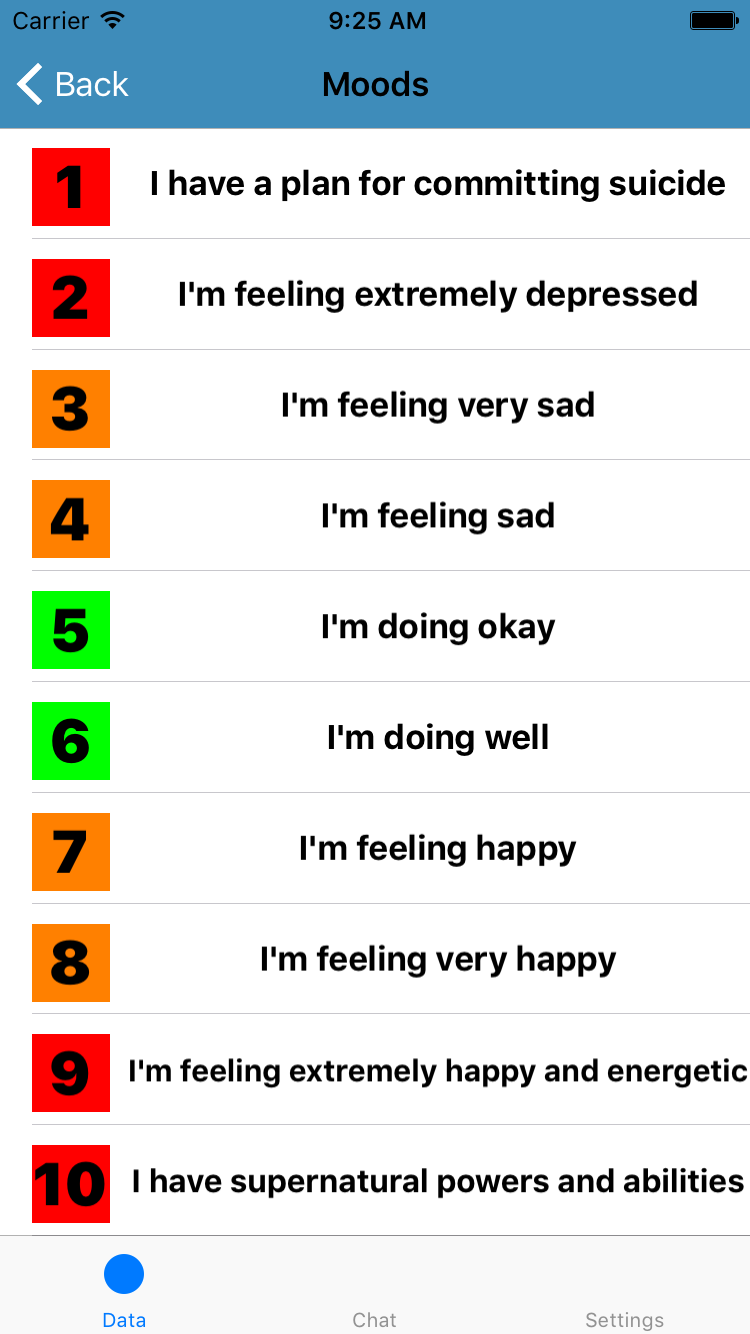 Carrier 9:25 AM
Back Moods
1 I have a plan for committing suicide
2 I'm feeling extremely depressed
3 I'm feeling very sad
4 I'm feeling sad
5 I'm doing okay
6 I'm doing well
7 I'm feeling happy
8 I'm feeling very happy
9 I'm feeling extremely happy and energetic
10 I have supernatural powers and abilities
Data Chat Settings